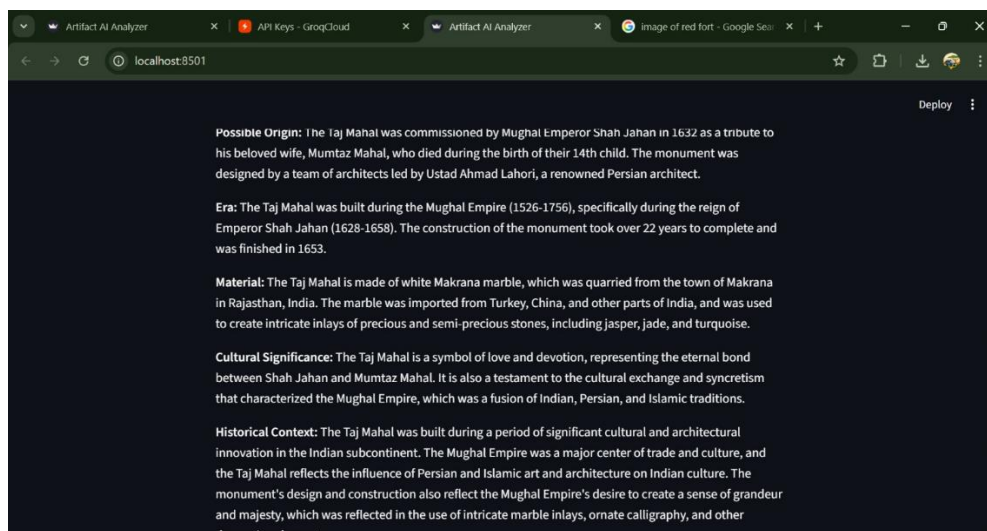 Artifact AI Analyzer
API Keys - GroqCloud
Artifact AI Analyzer
image of red fort - Google Sear
localhost:8501
Deploy
Possible Origin: The Taj Mahal was commissioned by Mughal Emperor Shah Jahan in 1632 as a tribute to
his beloved wife, Mumtaz Mahal, who died during the birth of their 14th child. The monument was
designed by a team of architects led by Ustad Ahmad Lahori, a renowned Persian architect.
Era: The Taj Mahal was built during the Mughal Empire (1526-1756), specifically during the reign of
Emperor Shah Jahan (1628-1658). The construction of the monument took over 22 years to complete and
was finished in 1653.
Material: The Taj Mahal is made of white Makrana marble, which was quarried from the town of Makrana
in Rajasthan, India. The marble was imported from Turkey, China, and other parts of India, and was used
to create intricate inlays of precious and semi-precious stones, including jasper, jade, and turquoise.
Cultural Significance: The Taj Mahal is a symbol of love and devotion, representing the eternal bond
between Shah Jahan and Mumtaz Mahal. It is also a testament to the cultural exchange and syncretism
that characterized the Mughal Empire, which was a fusion of Indian, Persian, and Islamic traditions.
Historical Context: The Taj Mahal was built during a period of significant cultural and architectural
innovation in the Indian subcontinent. The Mughal Empire was a major center of trade and culture, and
the Taj Mahal reflects the influence of Persian and Islamic art and architecture on Indian culture. The
monument's design and construction also reflect the Mughal Empire's desire to create a sense of grandeur
and majesty, which was reflected in the use of intricate marble inlays, ornate calligraphy, and other